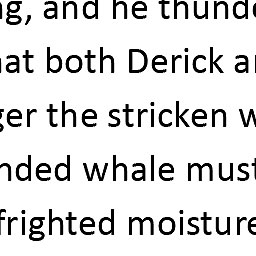 ng, and he thunde
hat both Derick a
ger the stricken w
nded whale must
frighted moisture